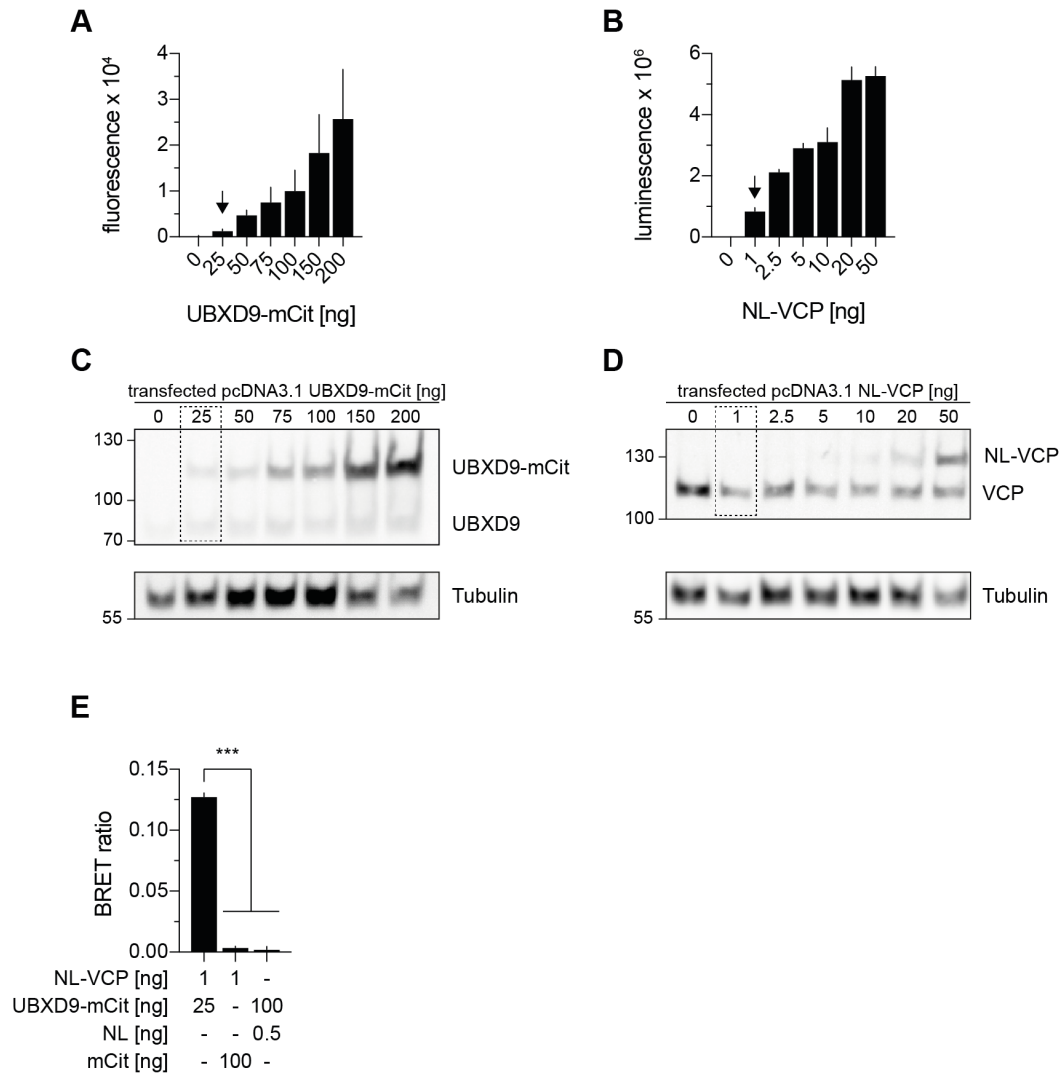 A
fluorescence x 10⁴
4
3
2
1
0
0 25 50 75 100 150 200
UBXD9-mCit [ng]
B
luminescence x 10⁶
6
4
2
0
0 1 2.5 5 10 20 50
NL-VCP [ng]
C
transfected pcDNA3.1 UBXD9-mCit [ng]
0 25 50 75 100 150 200
130
100
70
UBXD9-mCit
UBXD9
55
Tubulin
D
transfected pcDNA3.1 NL-VCP [ng]
0 1 2.5 5 10 20 50
130
100
NL-VCP
VCP
55
Tubulin
E
***
BRET ratio
0.15
0.10
0.05
0.00
NL-VCP [ng] 1 1 -
UBXD9-mCit [ng] 25 - 100
NL [ng] - - 0.5
mCit [ng] - 100 -